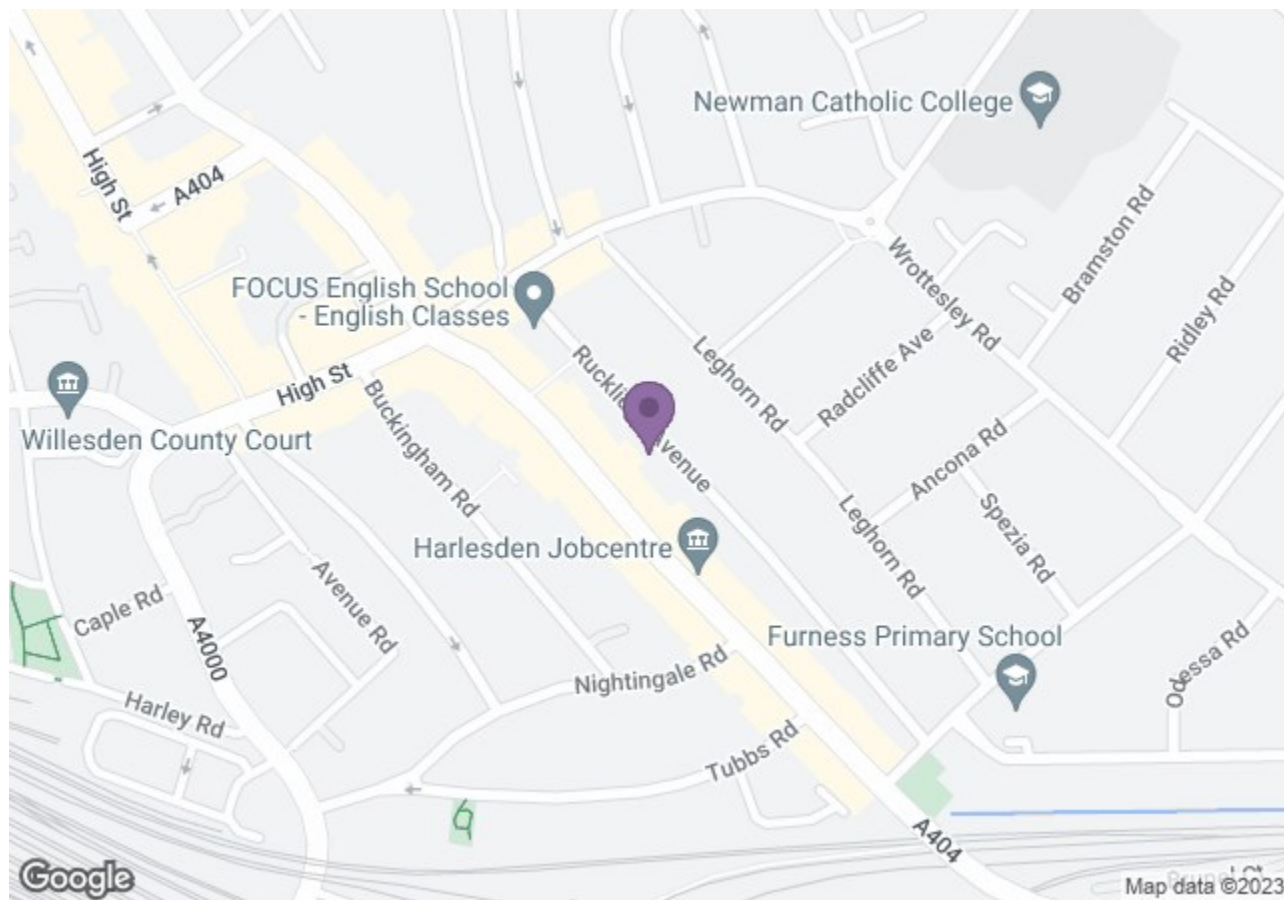 Newman Catholic College
High St
A404
Bramston Rd
Wrottesley Rd
FOCUS English School
- English Classes
Ridley Rd
Leghorn Rd
Radcliffe Ave
High St
Buckingham Rd
Avenue
Willesden County Court
Ancona Rd
Spezia Rd
Leghorn Rd
Harlesden Jobcentre
Caple Rd
Avenue Rd
A4000
Furness Primary School
Odessa Rd
Nightingale Rd
Harley Rd
Tubbs Rd
A404
Google
Map data ©2023